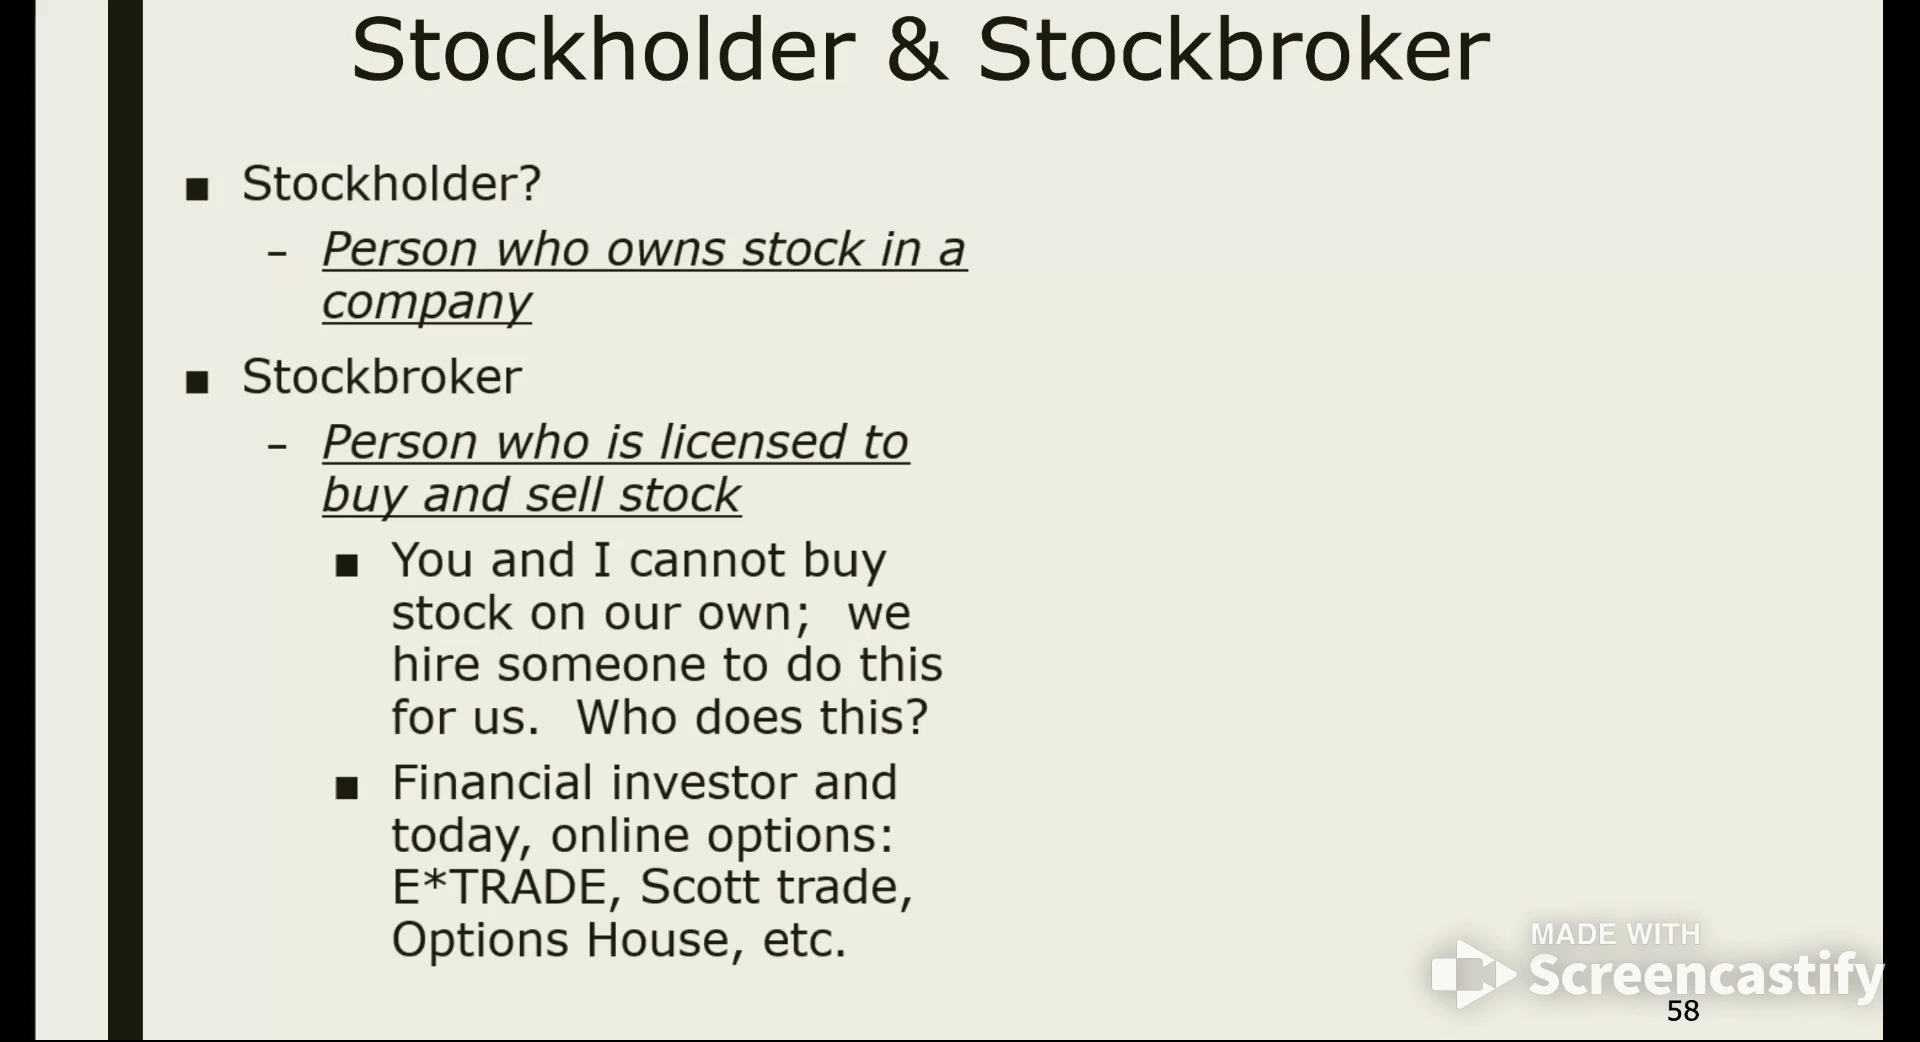 Stockholder & Stockbroker
■ Stockholder?
– Person who owns stock in a
company
■ Stockbroker
– Person who is licensed to
buy and sell stock
■ You and I cannot buy
stock on our own;  we
hire someone to do this
for us.  Who does this?
■ Financial investor and
today, online options:
E*TRADE, Scott trade,
Options House, etc.
MADE WITH
Screencastify
58